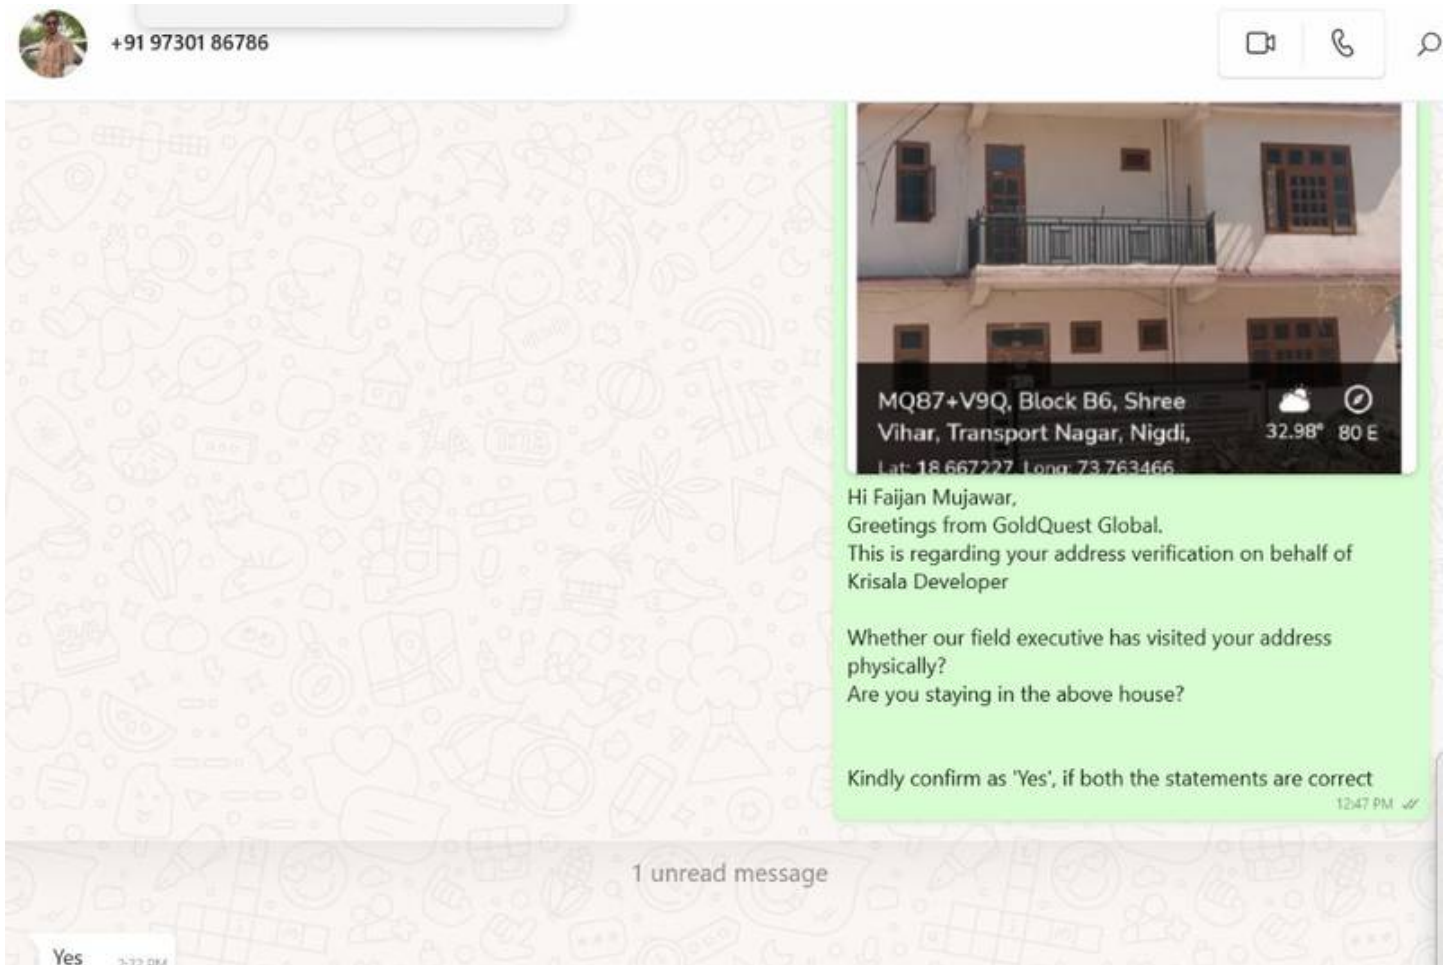 +91 97301 86786
MQ87+V9Q, Block B6, Shree
Vihar, Transport Nagar, Nigdi,
32.98° 80 E
Lat: 18.667227, Long: 73.763466
Hi Faijan Mujawar,
Greetings from GoldQuest Global.
This is regarding your address verification on behalf of
Krisala Developer
Whether our field executive has visited your address
physically?
Are you staying in the above house?
Kindly confirm as 'Yes', if both the statements are correct
12:47 PM
1 unread message
Yes